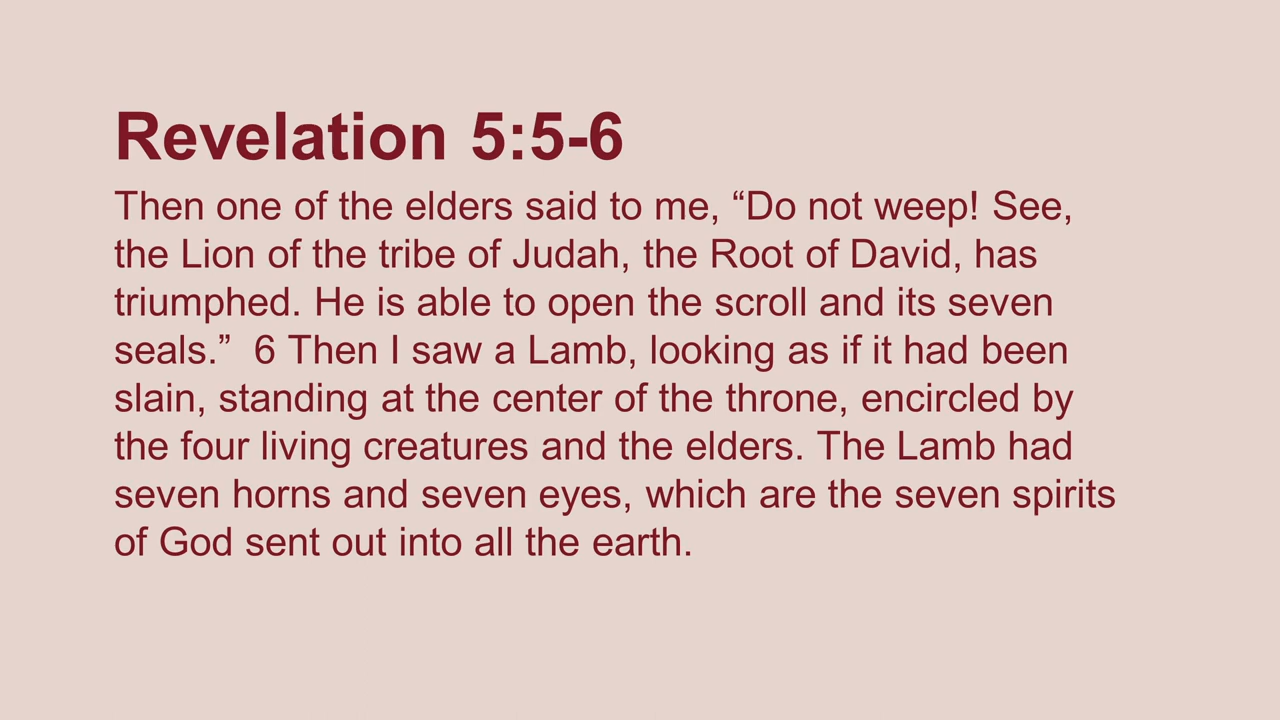 Revelation 5:5-6
Then one of the elders said to me, “Do not weep! See,
the Lion of the tribe of Judah, the Root of David, has
triumphed. He is able to open the scroll and its seven
seals.”  6 Then I saw a Lamb, looking as if it had been
slain, standing at the center of the throne, encircled by
the four living creatures and the elders. The Lamb had
seven horns and seven eyes, which are the seven spirits
of God sent out into all the earth.